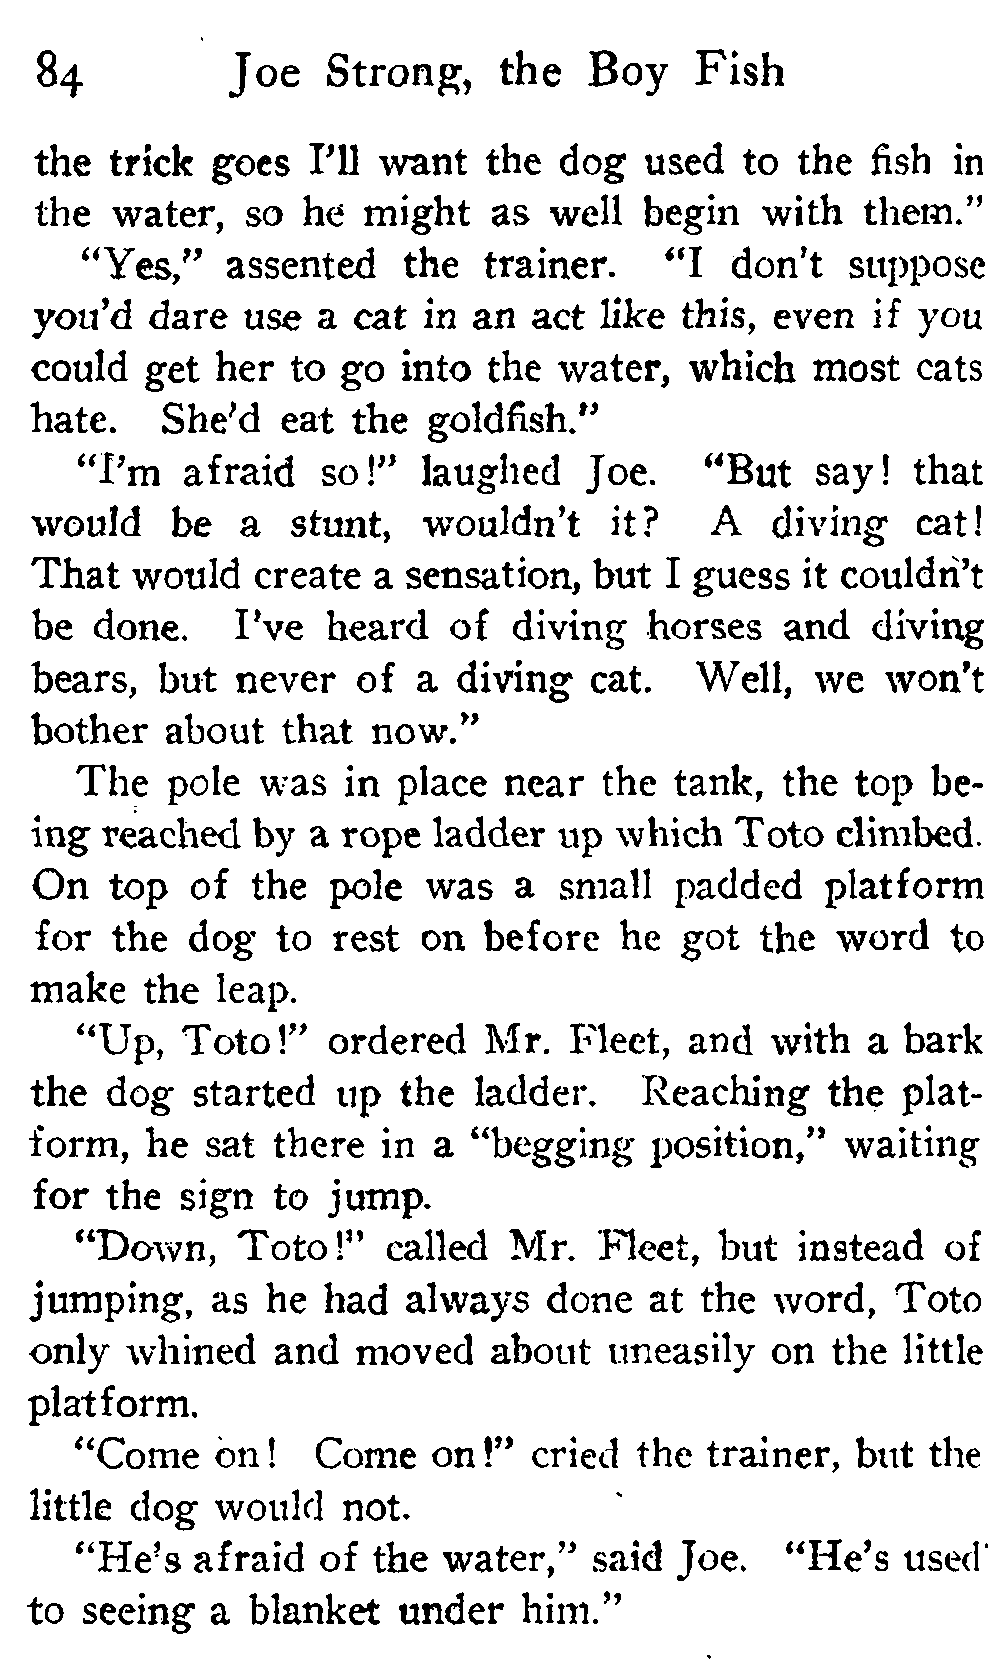 84 Joe Strong, the Boy Fish
the trick goes I'll want the dog used to the fish in
the water, so he might as well begin with them."
"Yes," assented the trainer. "I don't suppose
you'd dare use a cat in an act like this, even if you
could get her to go into the water, which most cats
hate. She'd eat the goldfish."
"I'm afraid so!" laughed Joe. "But say! that
would be a stunt, wouldn't it? A diving cat!
That would create a sensation, but I guess it couldn't
be done. I've heard of diving horses and diving
bears, but never of a diving cat. Well, we won't
bother about that now."
The pole was in place near the tank, the top be-
ing reached by a rope ladder up which Toto climbed.
On top of the pole was a small padded platform
for the dog to rest on before he got the word to
make the leap.
"Up, Toto!" ordered Mr. Fleet, and with a bark
the dog started up the ladder. Reaching the plat-
form, he sat there in a "begging position," waiting
for the sign to jump.
"Down, Toto!" called Mr. Fleet, but instead of
jumping, as he had always done at the word, Toto
only whined and moved about uneasily on the little
platform.
"Come on! Come on!" cried the trainer, but the
little dog would not.
"He's afraid of the water," said Joe. "He's used
to seeing a blanket under him."